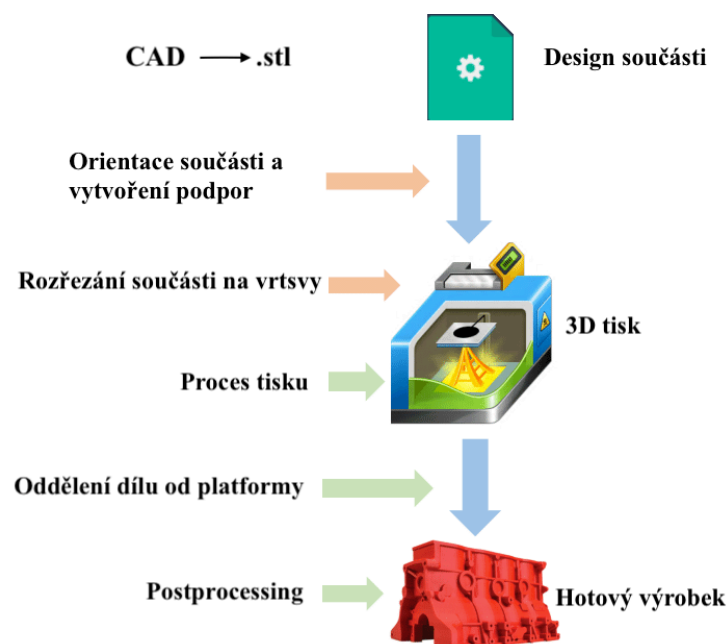 CAD → .stl
Design součásti
Orientace součásti a
vytvoření podpor
Rozřezání součásti na vrtsvy
3D tisk
Proces tisku
Oddělení dílu od platformy
Postprocessing
Hotový výrobek